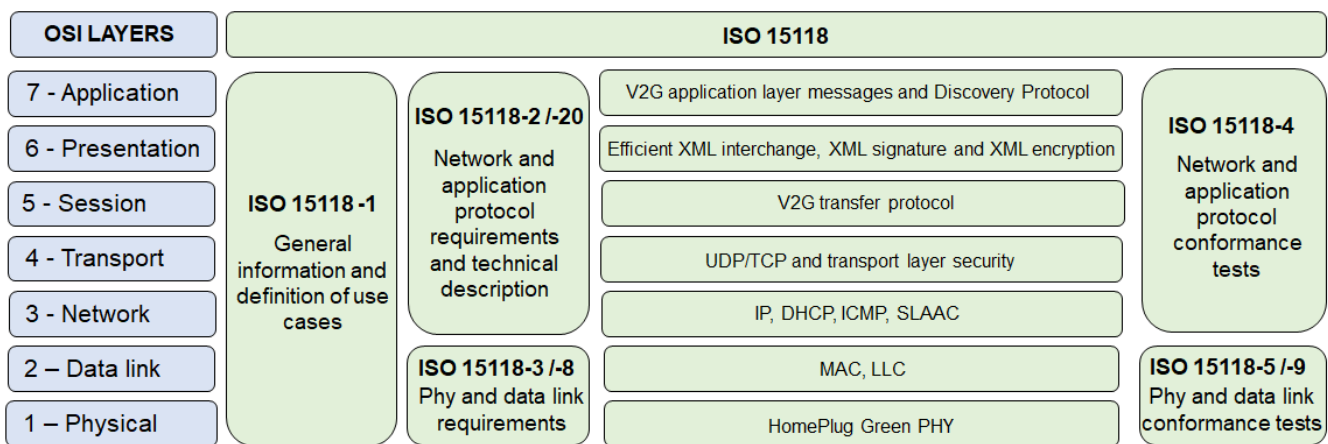 OSI LAYERS
ISO 15118
7 - Application
6 - Presentation
5 - Session
4 - Transport
3 - Network
2 – Data link
1 – Physical
ISO 15118 -1
General
information and
definition of use
cases
ISO 15118-2 /-20
Network and
application
protocol
requirements
and technical
description
ISO 15118-3 /-8
Phy and data link
requirements
V2G application layer messages and Discovery Protocol
Efficient XML interchange, XML signature and XML encryption
V2G transfer protocol
UDP/TCP and transport layer security
IP, DHCP, ICMP, SLAAC
MAC, LLC
HomePlug Green PHY
ISO 15118-4
Network and
application
protocol
conformance
tests
ISO 15118-5 /-9
Phy and data link
conformance tests